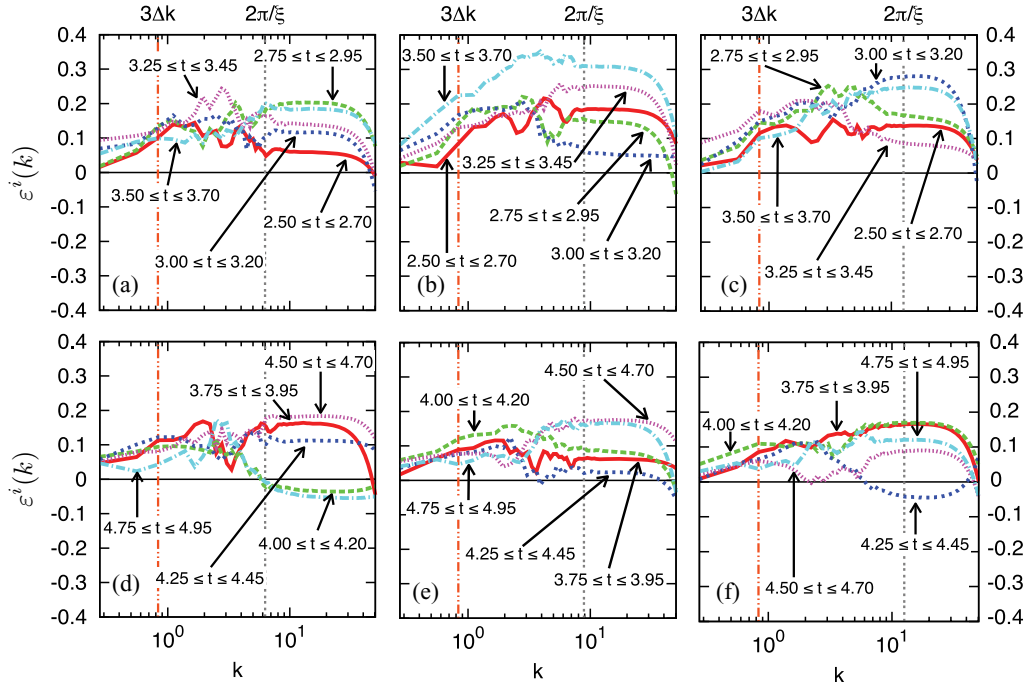 3Δk 2π/ξ 3Δk 2π/ξ 3Δk 2π/ξ
0.4 0.3 0.2 0.1 0 -0.1 -0.2 -0.3 0.4
εⁱ(k)
3.25 ≤ t ≤ 3.45
2.75 ≤ t ≤ 2.95
3.50 ≤ t ≤ 3.70
2.50 ≤ t ≤ 2.70
3.00 ≤ t ≤ 3.20
(a)
3.50 ≤ t ≤ 3.70
3.25 ≤ t ≤ 3.45
2.75 ≤ t ≤ 2.95
2.50 ≤ t ≤ 2.70
3.00 ≤ t ≤ 3.20
(b)
2.75 ≤ t ≤ 2.95
3.00 ≤ t ≤ 3.20
3.50 ≤ t ≤ 3.70
2.50 ≤ t ≤ 2.70
3.25 ≤ t ≤ 3.45
(c)
0.4 0.3 0.2 0.1 0 -0.1 -0.2 -0.3 0.4
εⁱ(k)
0.4 0.3 0.2 0.1 0 -0.1 -0.2 -0.3 0.4
εⁱ(k)
4.50 ≤ t ≤ 4.70
3.75 ≤ t ≤ 3.95
4.75 ≤ t ≤ 4.95
4.00 ≤ t ≤ 4.20
4.25 ≤ t ≤ 4.45
(d)
4.50 ≤ t ≤ 4.70
4.00 ≤ t ≤ 4.20
4.75 ≤ t ≤ 4.95
4.25 ≤ t ≤ 4.45
3.75 ≤ t ≤ 3.95
(e)
4.75 ≤ t ≤ 4.95
3.75 ≤ t ≤ 3.95
4.00 ≤ t ≤ 4.20
4.25 ≤ t ≤ 4.45
4.50 ≤ t ≤ 4.70
(f)
0.4 0.3 0.2 0.1 0 -0.1 -0.2 -0.3 0.4
εⁱ(k)
10⁰ 10¹ 10⁰ 10¹ 10⁰ 10¹
k k k